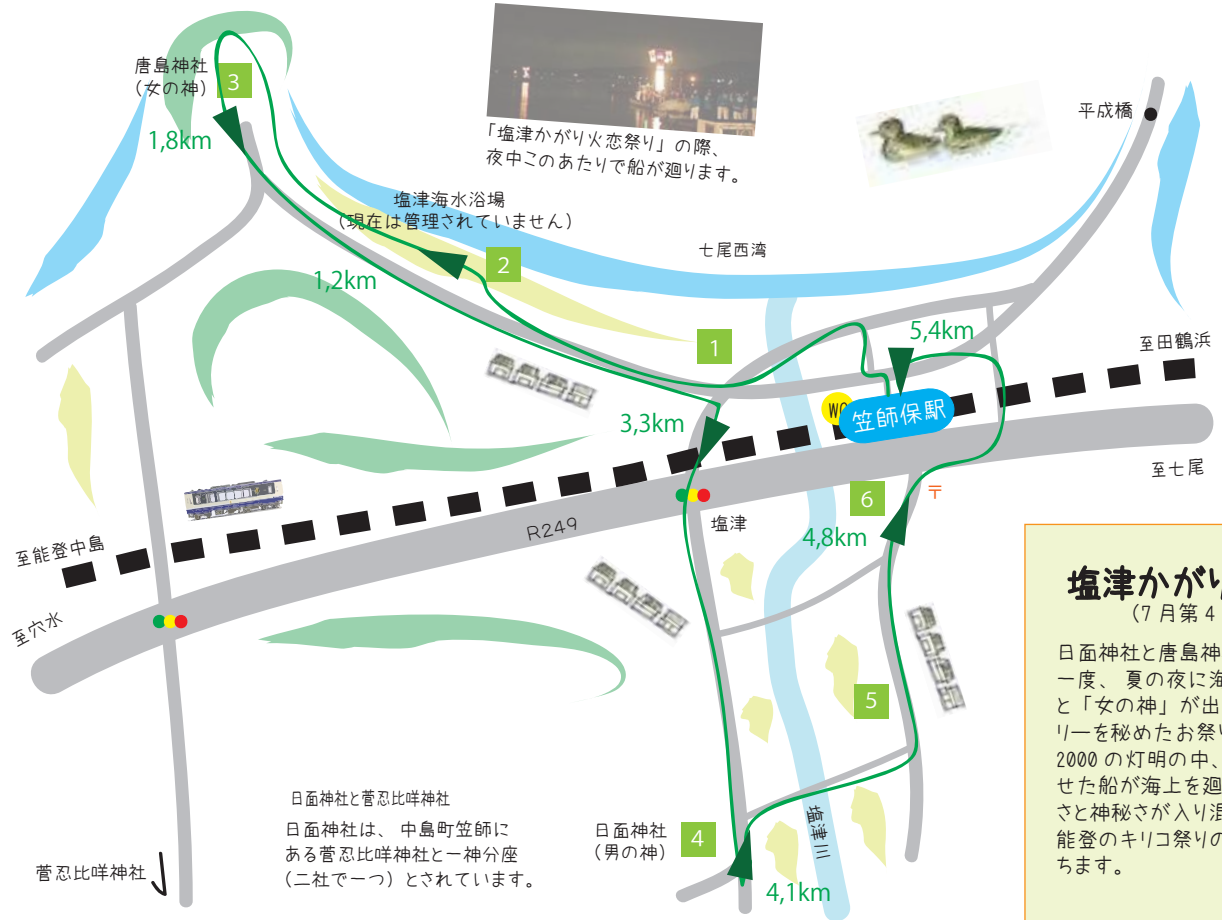 唐島神社
(女の神)
3
1,8km
「塩津かがり火恋祭り」の際、
夜中このあたりで船が廻ります。
平成橋
塩津海水浴場
(現在は管理されていません)
七尾西湾
2
1,2km
1
5,4km
至田鶴浜
笠師保駅
3,3km
至七尾
〒
6
塩津
R249
4,8km
至能登中島
至穴水
5
塩津川
日面神社と菅忍比咩神社
日面神社は、中島町笠師に
ある菅忍比咩神社と一神分座
(二社で一つ)とされています。
日面神社
(男の神)
4
4,1km
菅忍比咩神社
塩津かがり
(7月第4
日面神社と唐島神
一度、夏の夜に海
と「女の神」が出
リーを秘めたお祭り
2000の灯明の中、
せた船が海上を廻
さと神秘さが入り混
能登のキリコ祭りの
ちます。